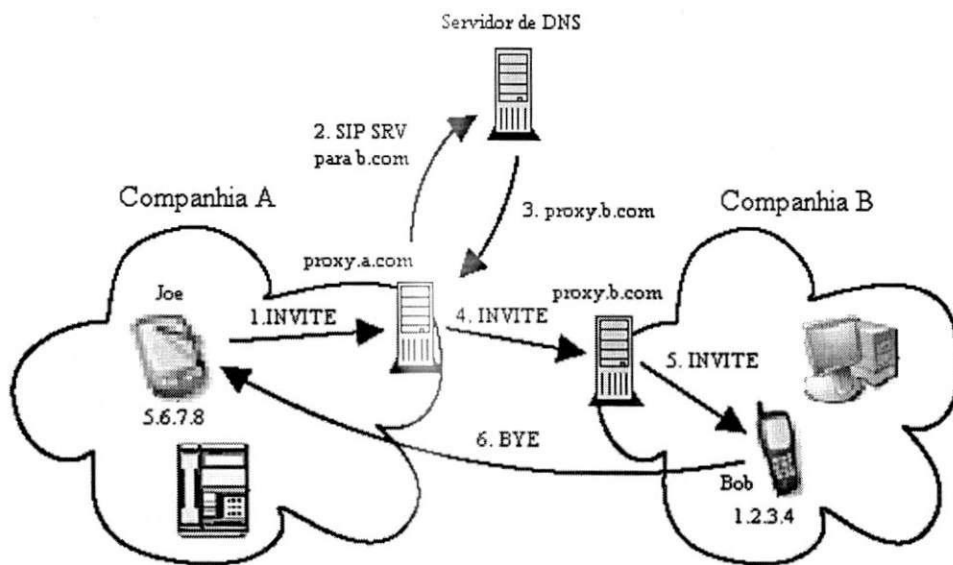 Servidor de DNS
2. SIP SRV
para b.com
Companhia A
3. proxy.b.com
Companhia B
proxy.a.com
proxy.b.com
Joe
1.INVITE
4. INVITE
5. INVITE
5.6.7.8
6. BYE
Bob
1.2.3.4